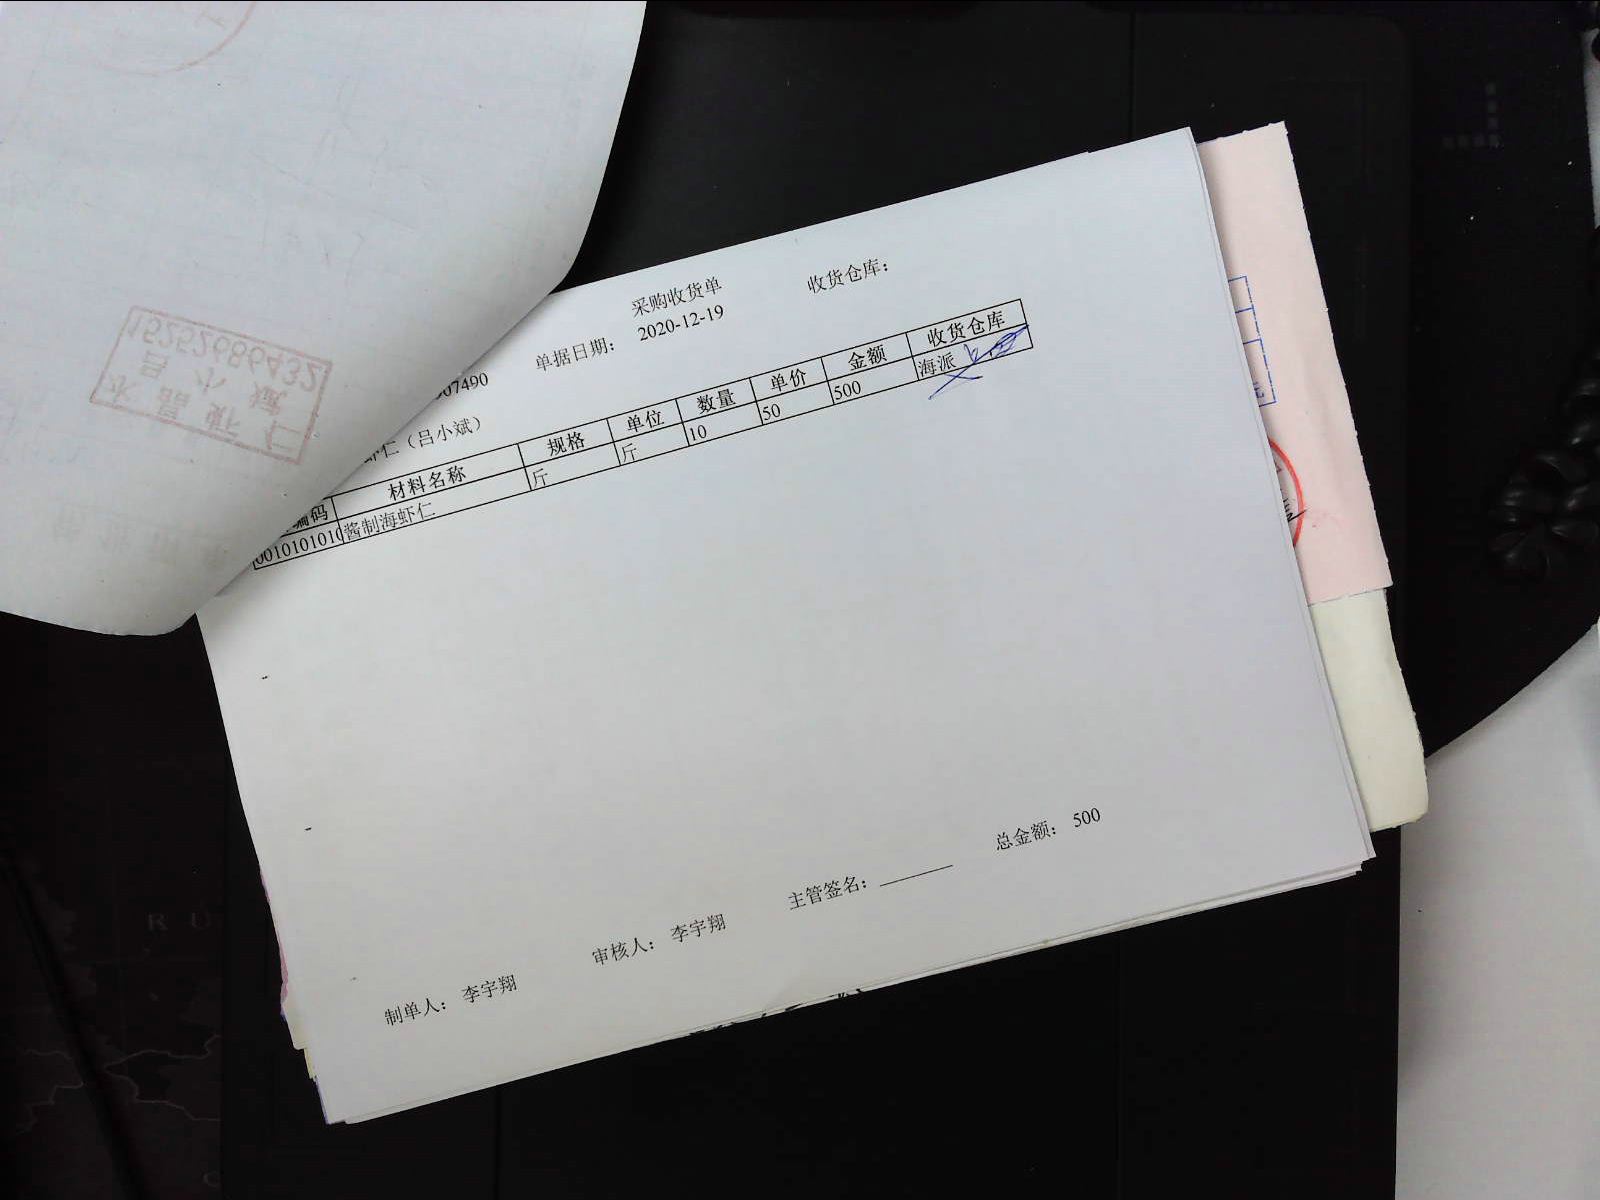 采购收货单
收货仓库：
单据日期： 2020-12-19
07490
虾仁（吕小斌）
编码 材料名称 规格 单位 数量 单价 金额 收货仓库
0010101010 酱制海虾仁 斤 斤 10 50 500 海派
总金额： 500
主管签名：
审核人： 李宇翔
制单人： 李宇翔
15252686432